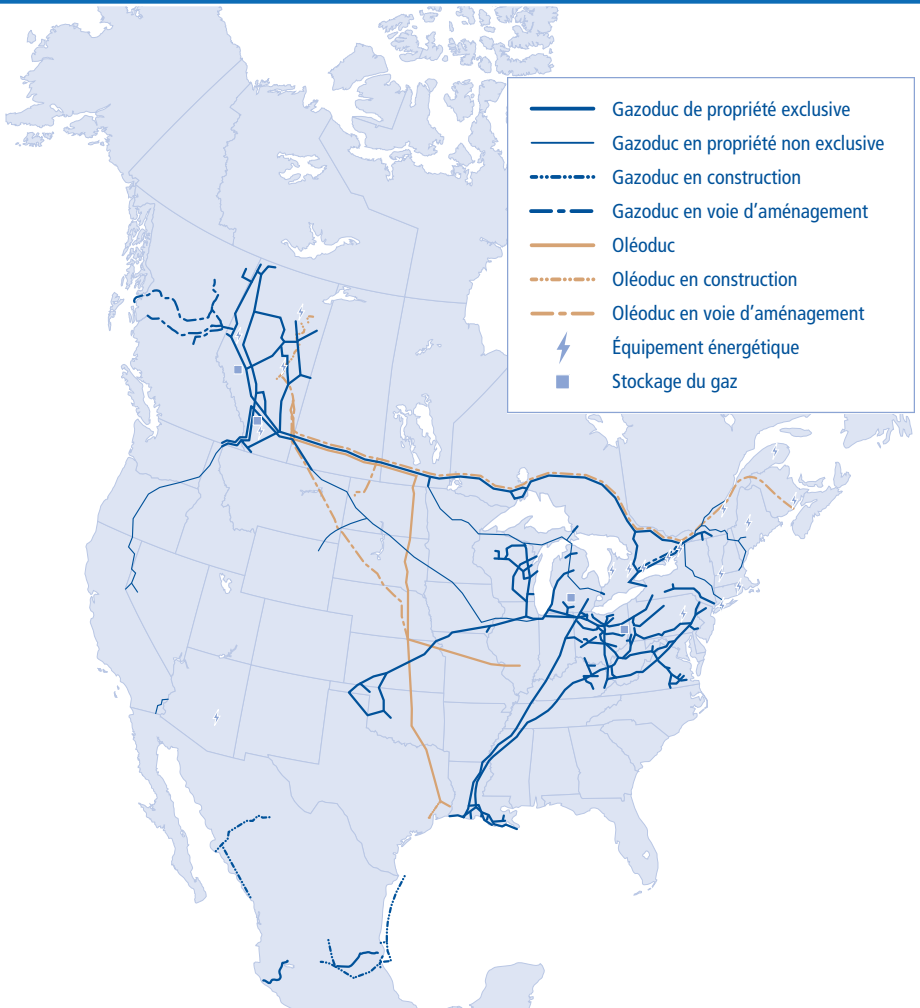 Gazoduc de propriété exclusive
Gazoduc en propriété non exclusive
Gazoduc en construction
Gazoduc en voie d'aménagement
Oléoduc
Oléoduc en construction
Oléoduc en voie d'aménagement
Équipement énergétique
Stockage du gaz